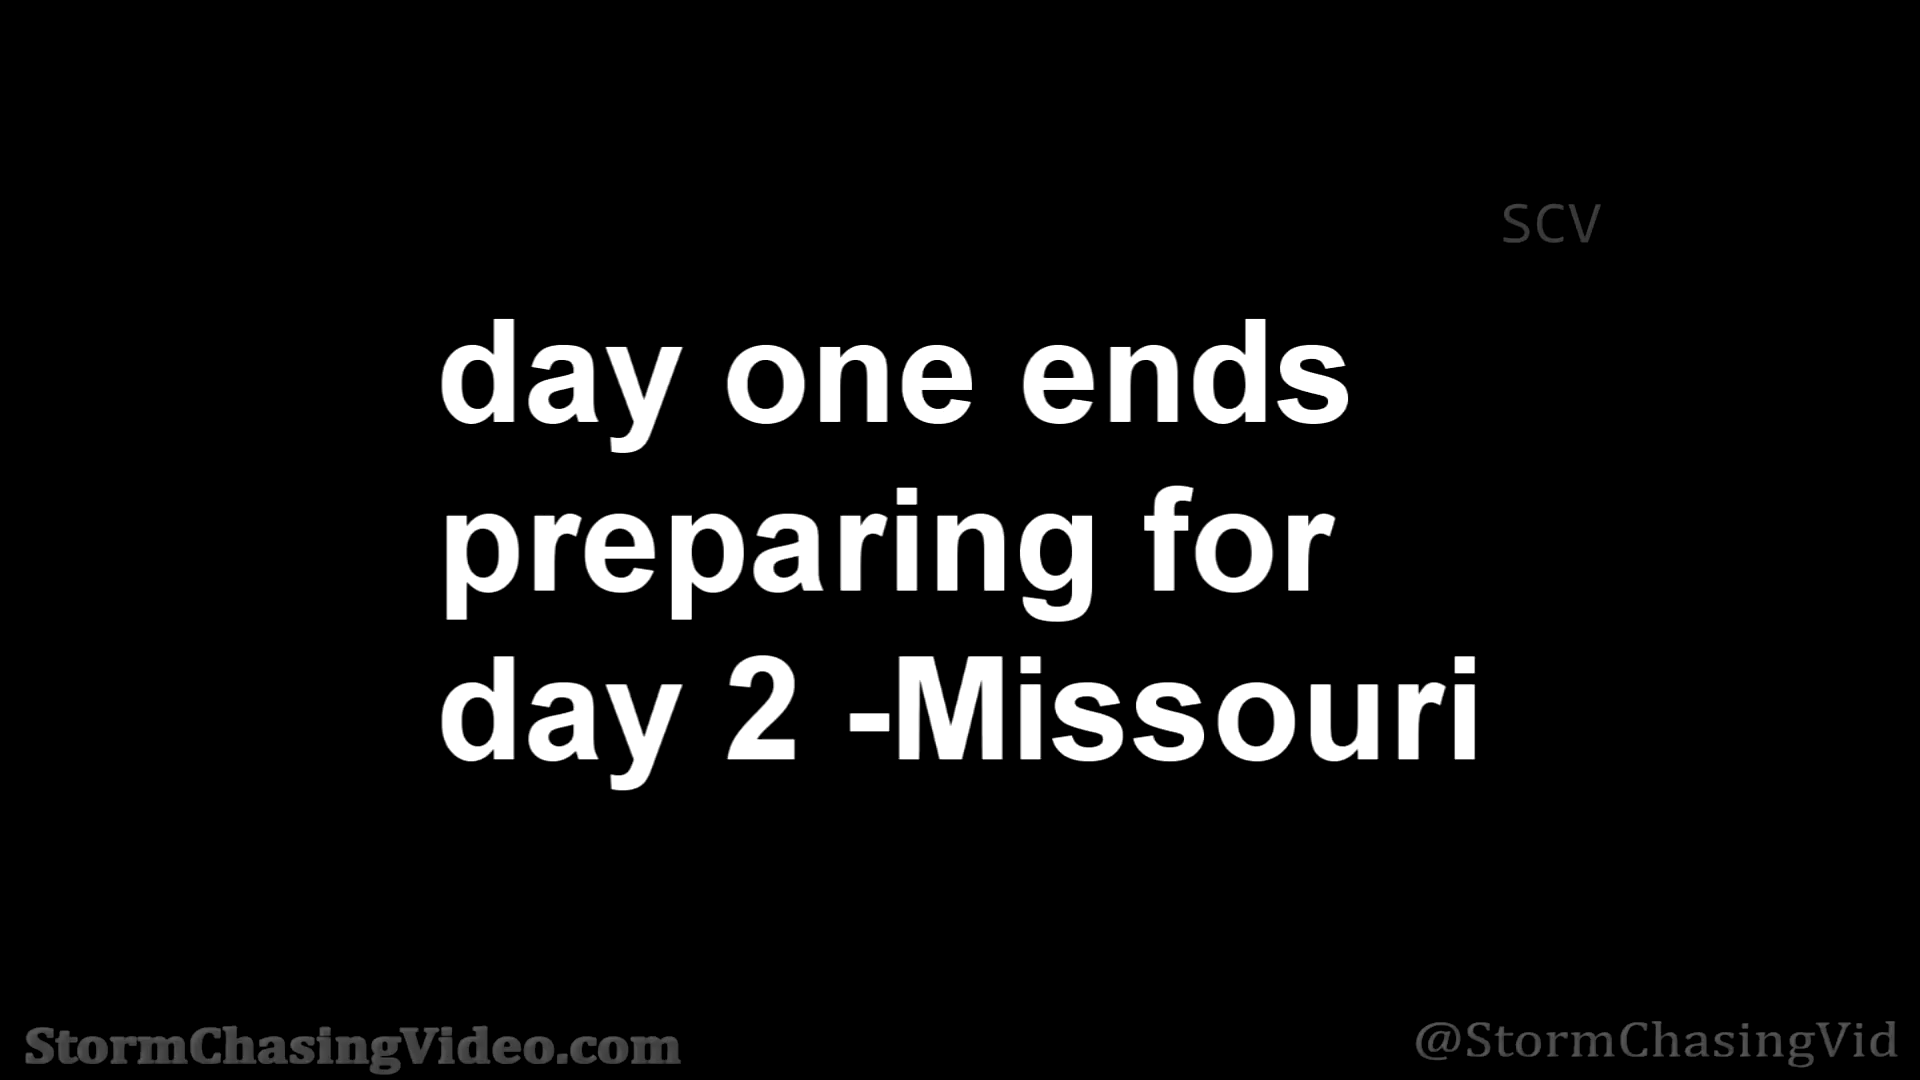 SCV
day one ends
preparing for
day 2 -Missouri
StormChasingVideo.com
@StormChasingVid